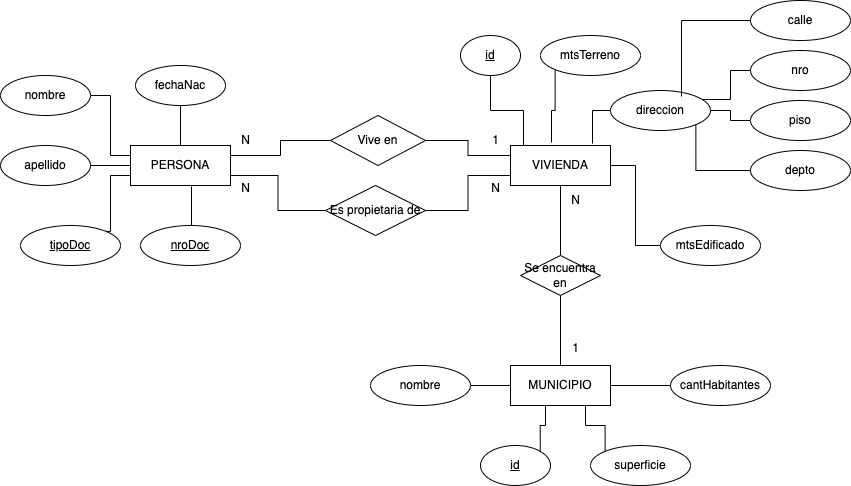 calle
id
mtsTerreno
nro
fechaNac
nombre
direccion
piso
N
Vive en
1
apellido
PERSONA
VIVIENDA
depto
N
N
N
Es propietaria de
tipoDoc
nroDoc
mtsEdificado
Se encuentra
en
1
nombre
MUNICIPIO
cantHabitantes
id
superficie